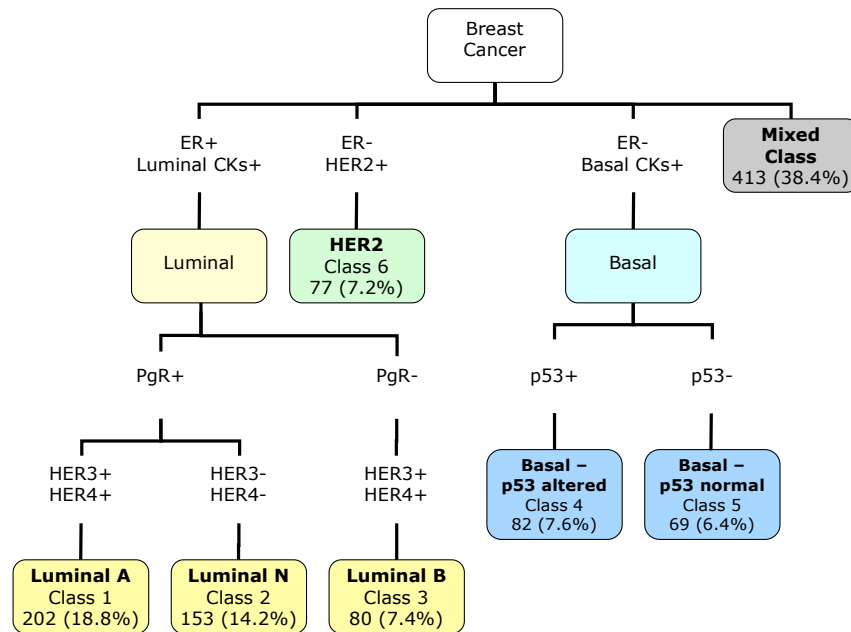 Breast
Cancer
ER+
Luminal CKs+
ER-
HER2+
ER-
Basal CKs+
Mixed
Class
413 (38.4%)
Luminal
HER2
Class 6
77 (7.2%)
Basal
PgR+
PgR-
p53+
p53-
HER3+
HER4+
HER3-
HER4-
HER3+
HER4+
Basal –
p53 altered
Class 4
82 (7.6%)
Basal –
p53 normal
Class 5
69 (6.4%)
Luminal A
Class 1
202 (18.8%)
Luminal N
Class 2
153 (14.2%)
Luminal B
Class 3
80 (7.4%)